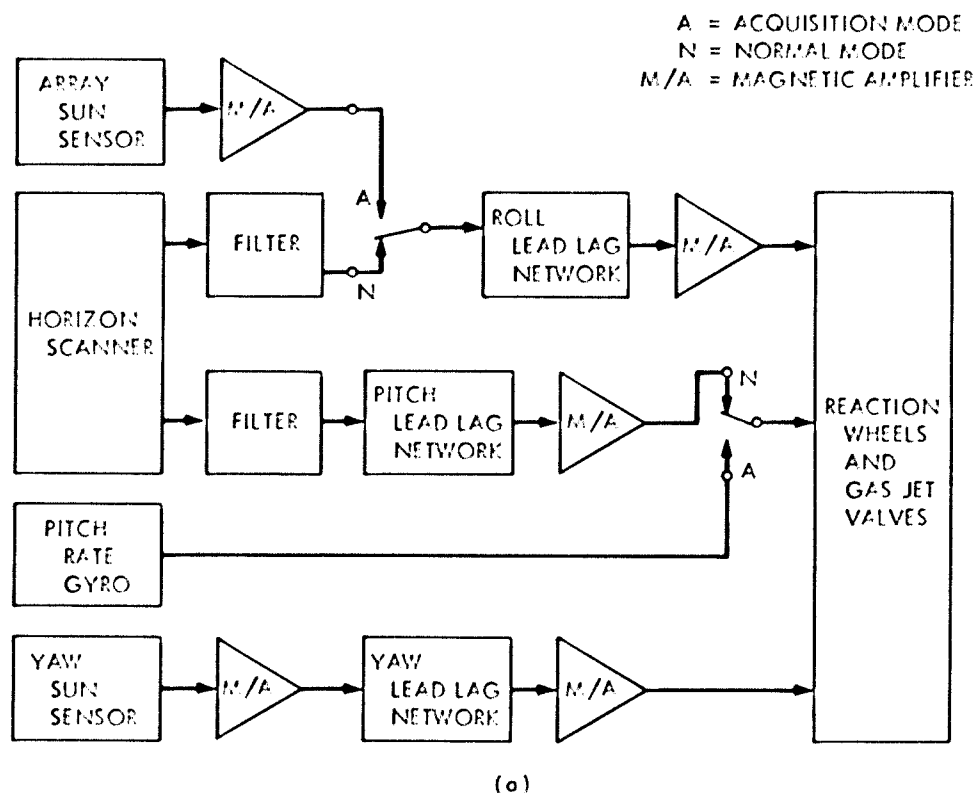 A = ACQUISITION MODE
N = NORMAL MODE
M/A = MAGNETIC AMPLIFIER
ARRAY
SUN
SENSOR
M/A
A
FILTER
N
ROLL
LEAD LAG
NETWORK
M/A
HORIZON
SCANNER
FILTER
PITCH
LEAD LAG
NETWORK
M/A
N
A
REACTION
WHEELS
AND
GAS JET
VALVES
PITCH
RATE
GYRO
YAW
SUN
SENSOR
M/A
YAW
LEAD LAG
NETWORK
M/A
(a)